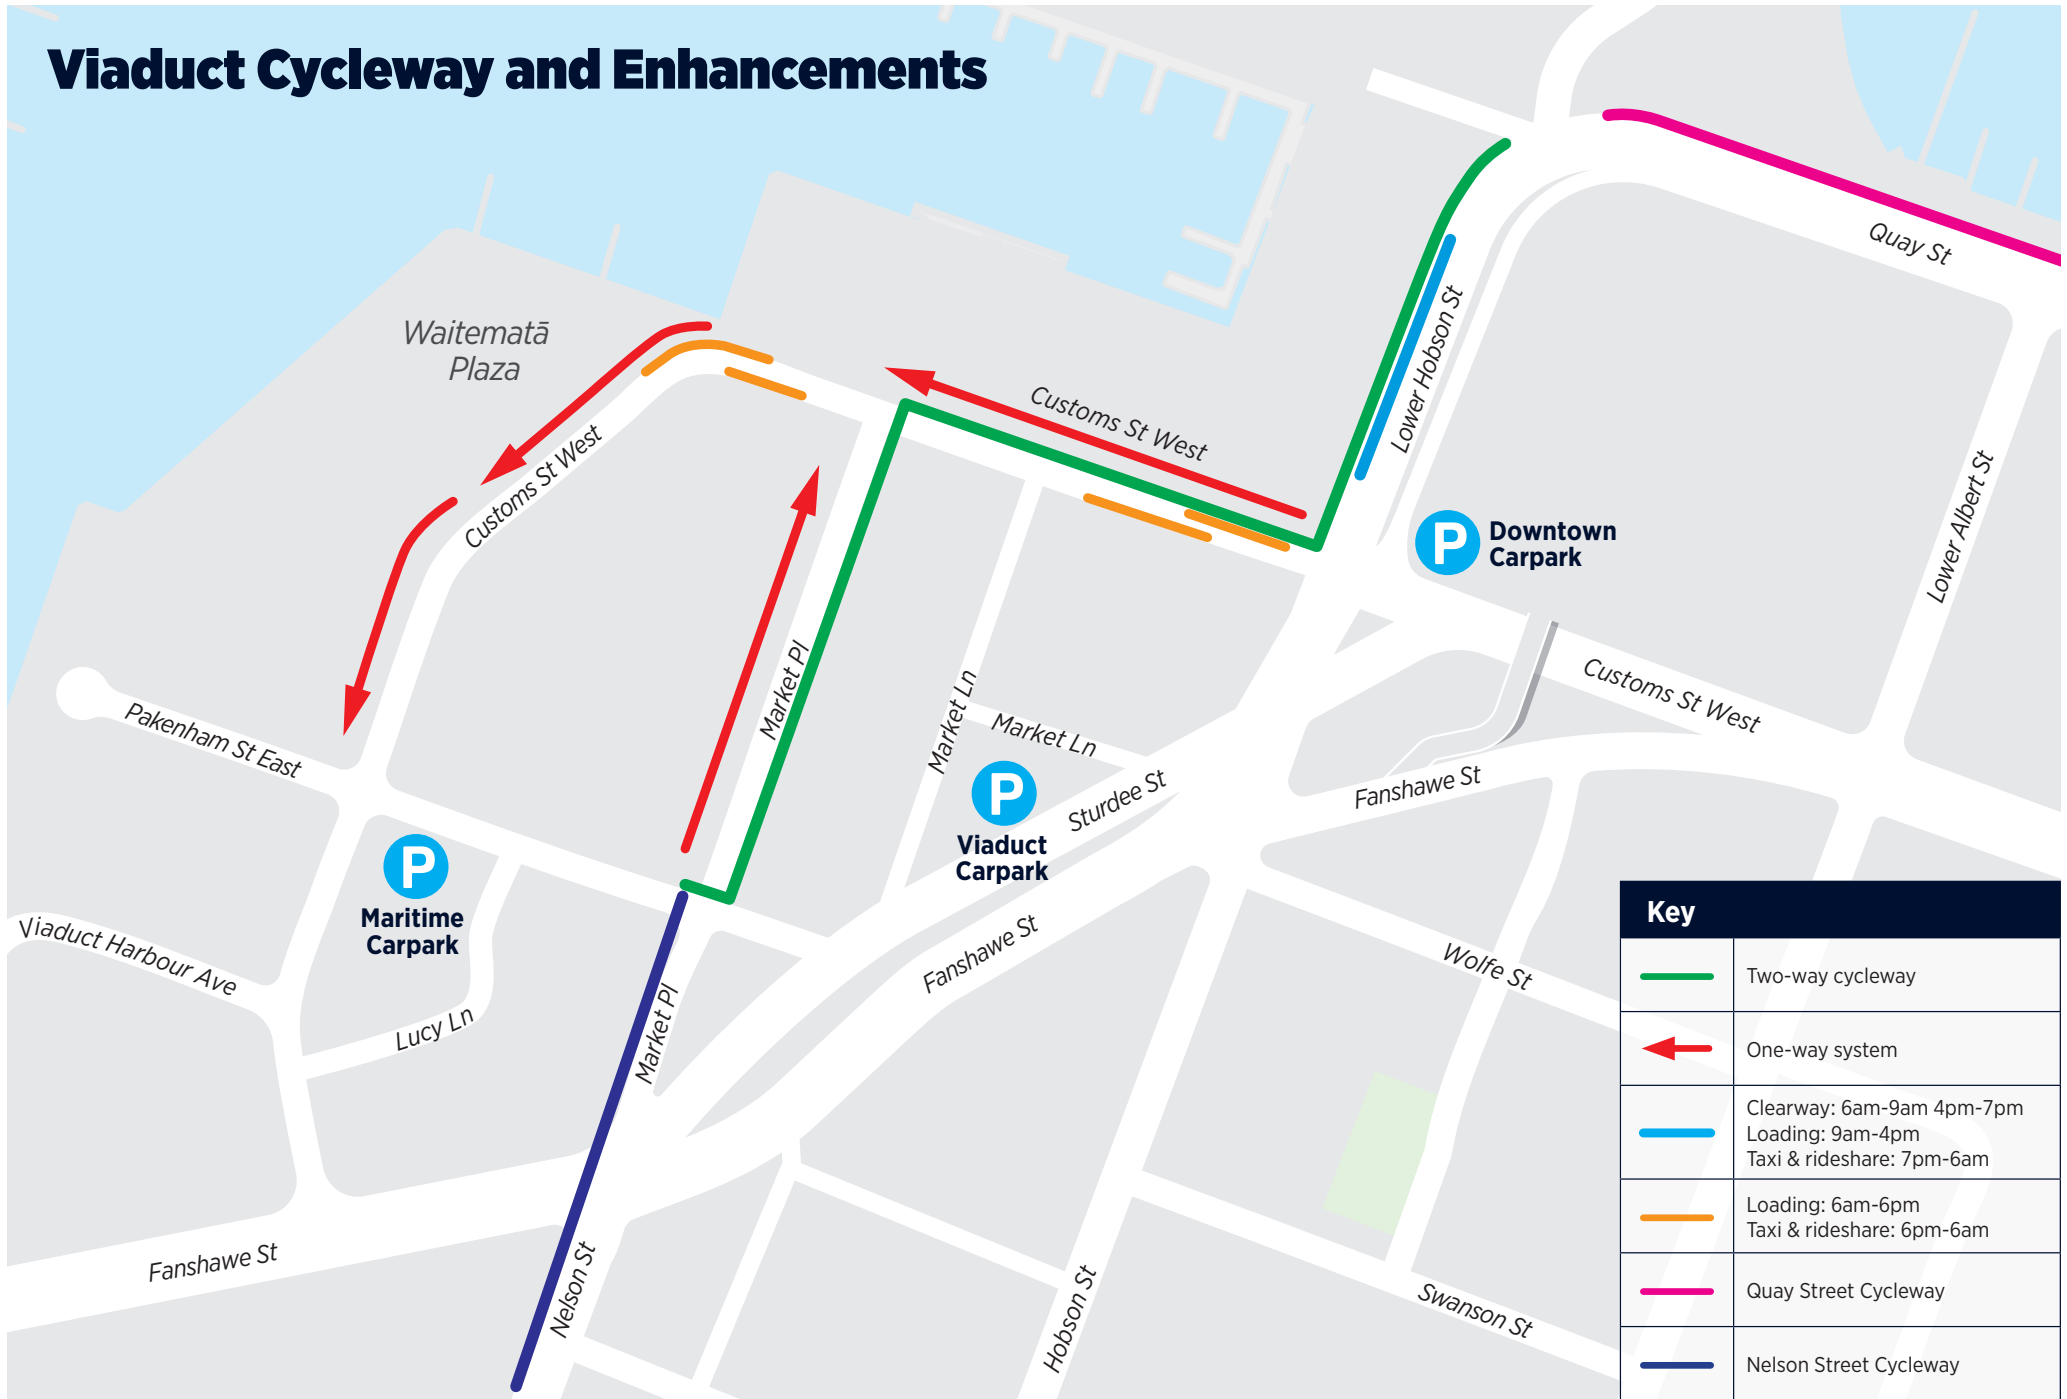 Viaduct Cycleway and Enhancements
Quay St
Waitematā
Plaza
Lower Hobson St
Customs St West
Customs St West
P
Downtown
Carpark
Lower Albert St
Market Pl
Market Ln
Market Ln
Customs St West
Pakenham St East
P
Viaduct
Carpark
Sturdee St
Fanshawe St
P
Maritime
Carpark
Viaduct Harbour Ave
Lucy Ln
Market Pl
Fanshawe St
Wolfe St
Fanshawe St
Nelson St
Hobson St
Swanson St
Key
Two-way cycleway
One-way system
Clearway: 6am-9am 4pm-7pm
Loading: 9am-4pm
Taxi & rideshare: 7pm-6am
Loading: 6am-6pm
Taxi & rideshare: 6pm-6am
Quay Street Cycleway
Nelson Street Cycleway